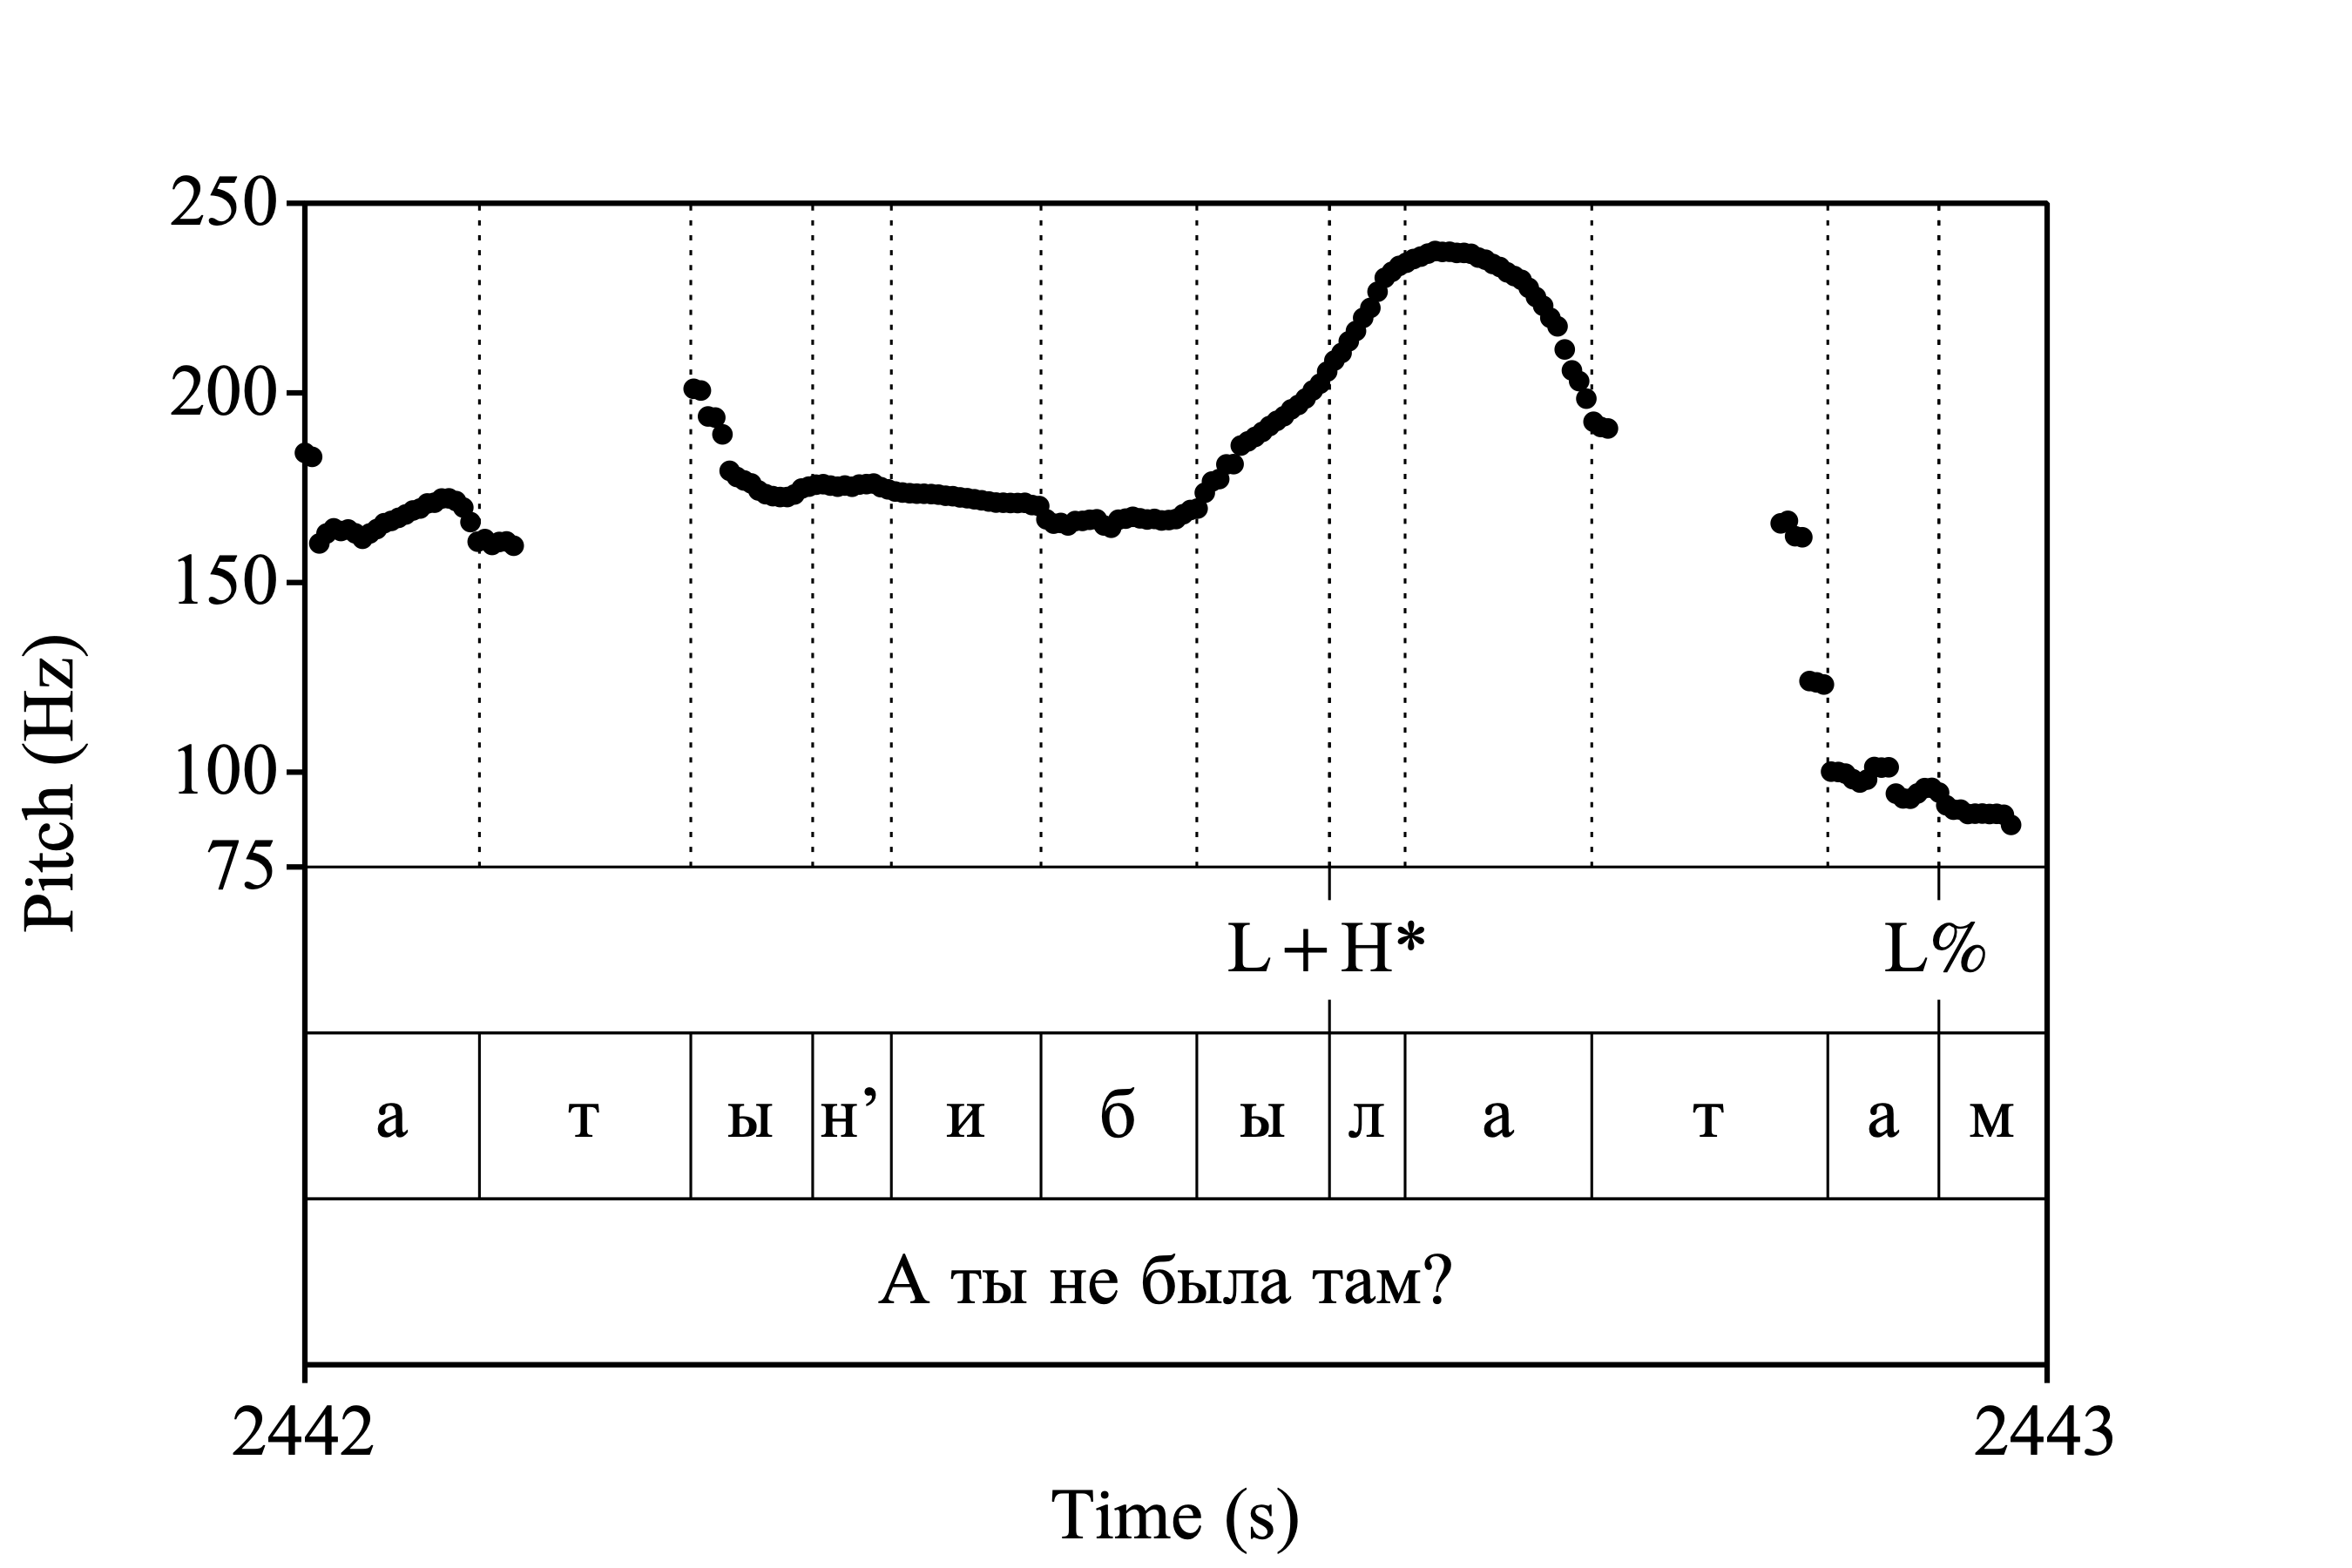 250
200
150
100
75
Pitch (Hz)
L+H* L%
а т ы н’ и б ы л а т а м
А ты не была там?
2442 2443
Time (s)